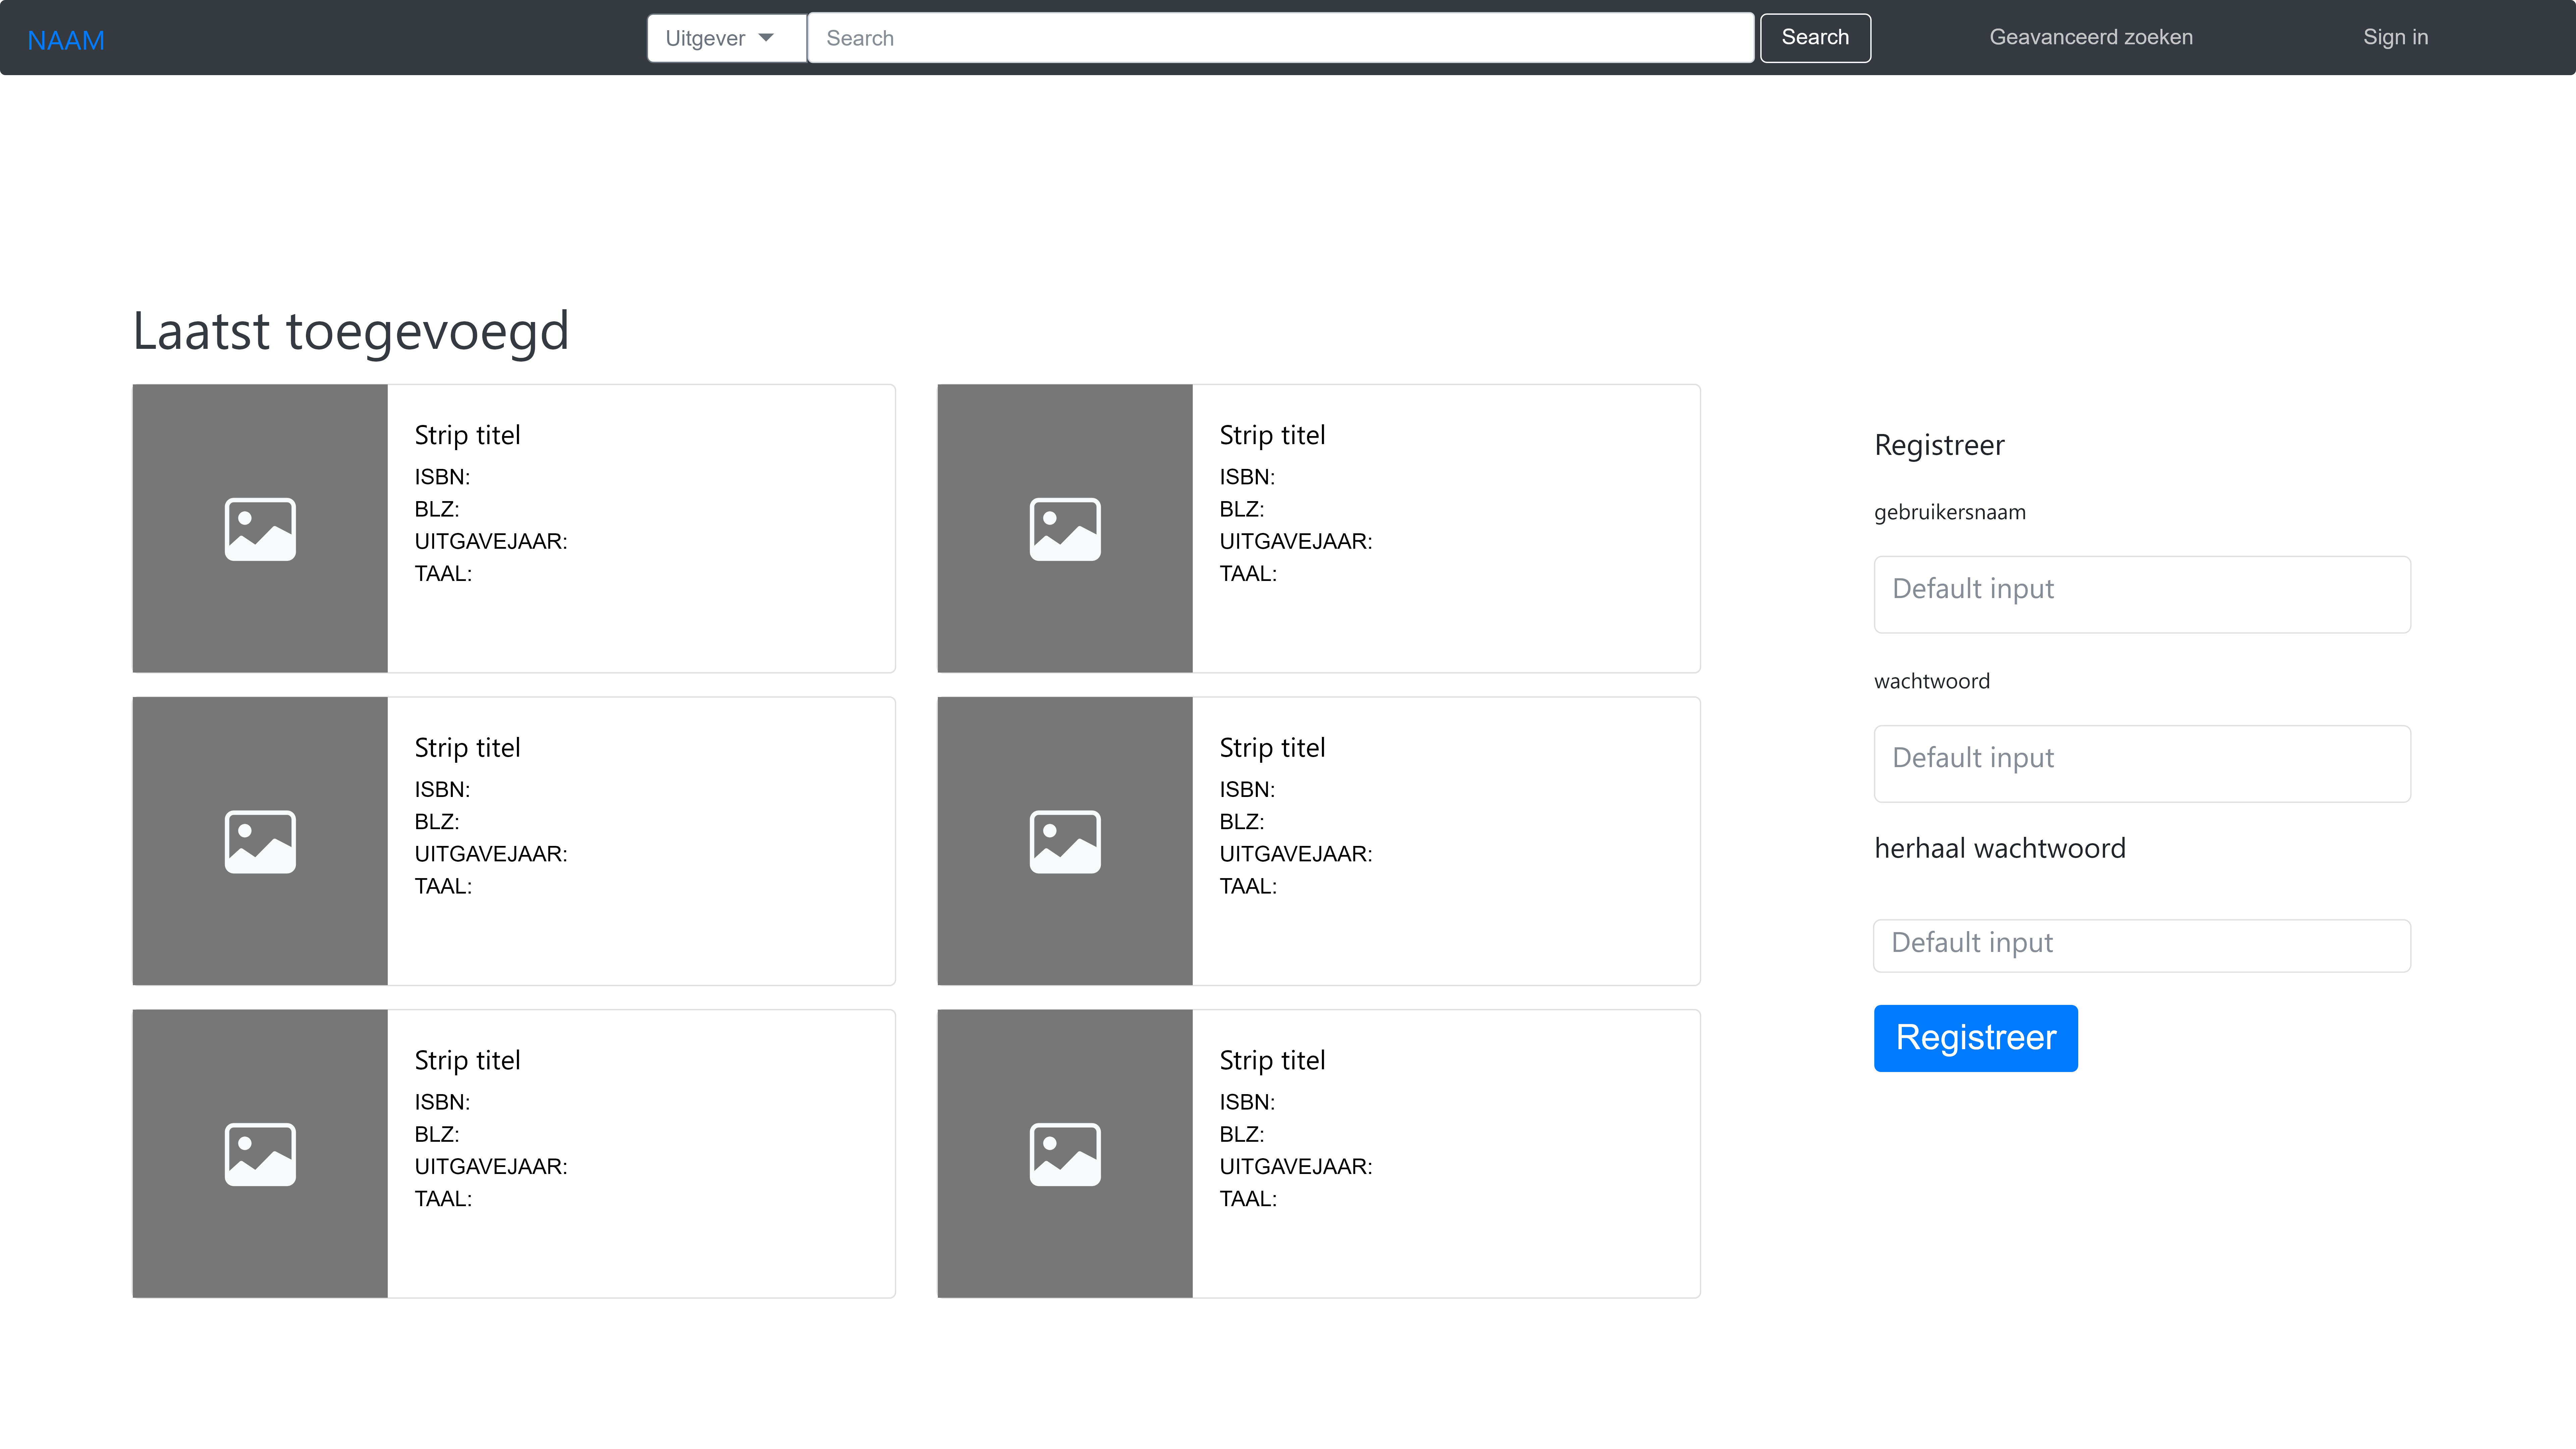 NAAM
Uitgever
Search
Search
Geavanceerd zoeken
Sign in
Laatst toegevoegd
Strip titel
ISBN:
BLZ:
UITGAVEJAAR:
TAAL:
Strip titel
ISBN:
BLZ:
UITGAVEJAAR:
TAAL:
Strip titel
ISBN:
BLZ:
UITGAVEJAAR:
TAAL:
Strip titel
ISBN:
BLZ:
UITGAVEJAAR:
TAAL:
Strip titel
ISBN:
BLZ:
UITGAVEJAAR:
TAAL:
Strip titel
ISBN:
BLZ:
UITGAVEJAAR:
TAAL:
Registreer
gebruikersnaam
Default input
wachtwoord
Default input
herhaal wachtwoord
Default input
Registreer